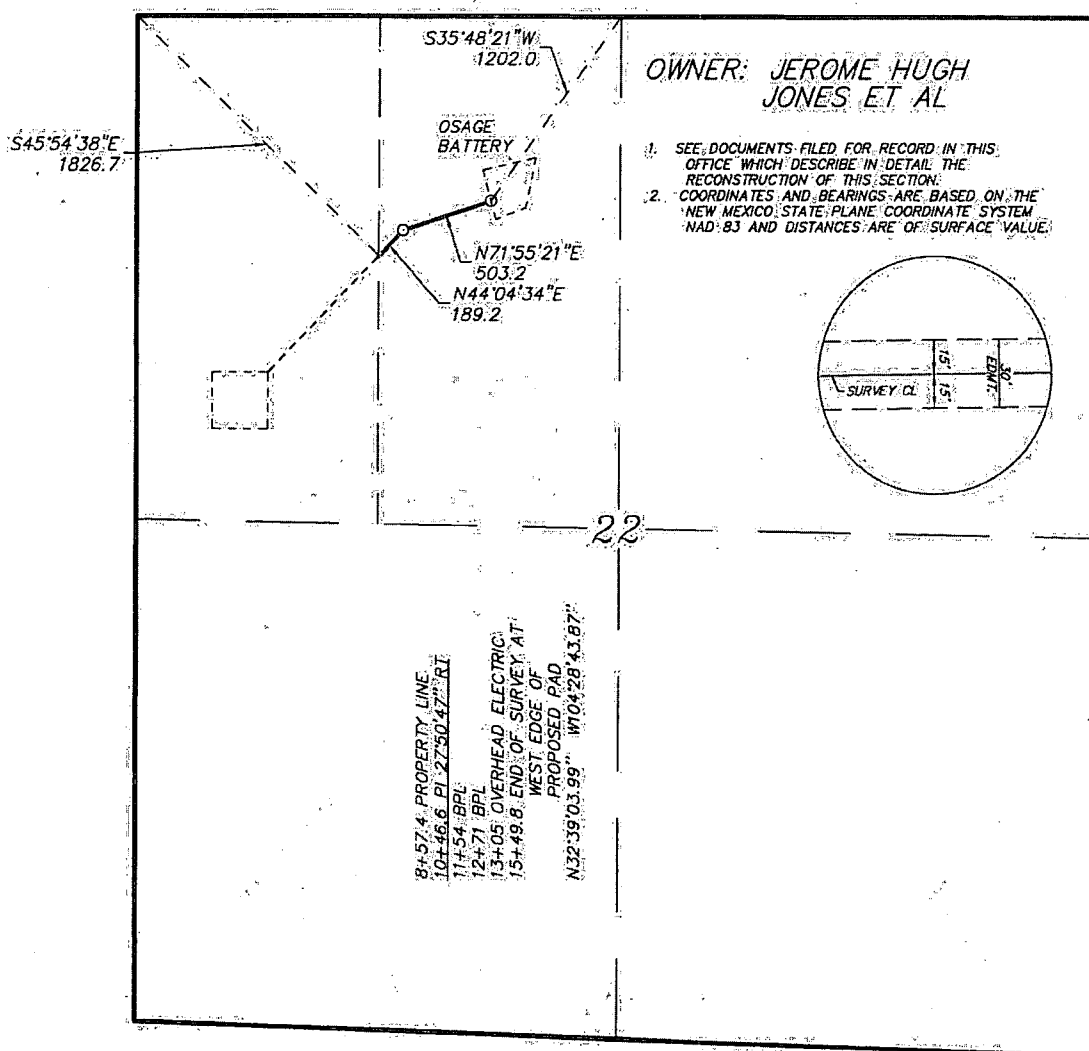 S35°48'21"W
1202.0
OWNER: JEROME HUGH
JONES ET AL
S45°54'38"E
1826.7
OSAGE
BATTERY
1. SEE DOCUMENTS FILED FOR RECORD IN THIS
OFFICE WHICH DESCRIBE IN DETAIL THE
RECONSTRUCTION OF THIS SECTION.
2. COORDINATES AND BEARINGS ARE BASED ON THE
NEW MEXICO STATE PLANE COORDINATE SYSTEM
NAD 83 AND DISTANCES ARE OF SURFACE VALUE.
N71°55'21"E
503.2
N44°04'34"E
189.2
15'
15'
30'
EDMT.
SURVEY CL
22
8+57.4 PROPERTY LINE
10+46.6 PI 27°50'47" RT
11+54 BPL
12+71 BPL
13+05 OVERHEAD ELECTRIC
15+49.8 END OF SURVEY AT
WEST EDGE OF
PROPOSED PAD
N32°39'03.99" W104°28'43.87"